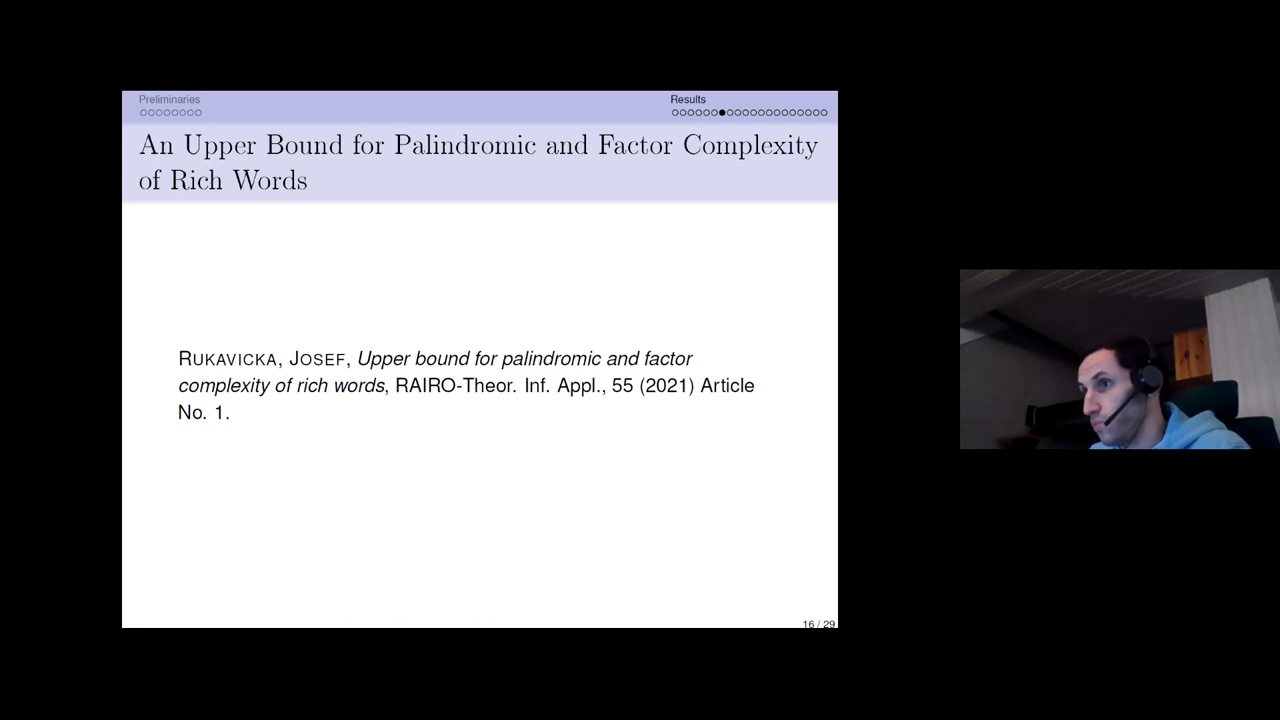 Preliminaries
Results
An Upper Bound for Palindromic and Factor Complexity
of Rich Words
RUKAVICKA, JOSEF, Upper bound for palindromic and factor
complexity of rich words, RAIRO-Theor. Inf. Appl., 55 (2021) Article
No. 1.
16 / 29